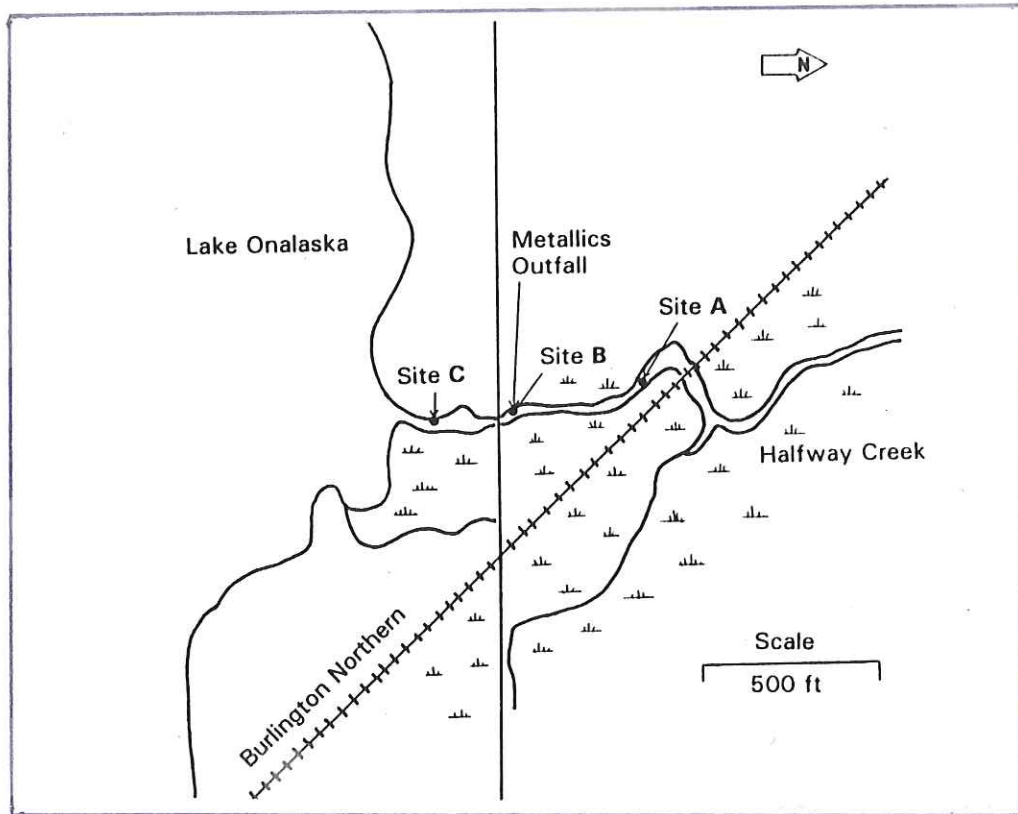 N
Lake Onalaska
Metallics
Outfall
Site A
Site C
Site B
Halfway Creek
Burlington Northern
Scale
500 ft